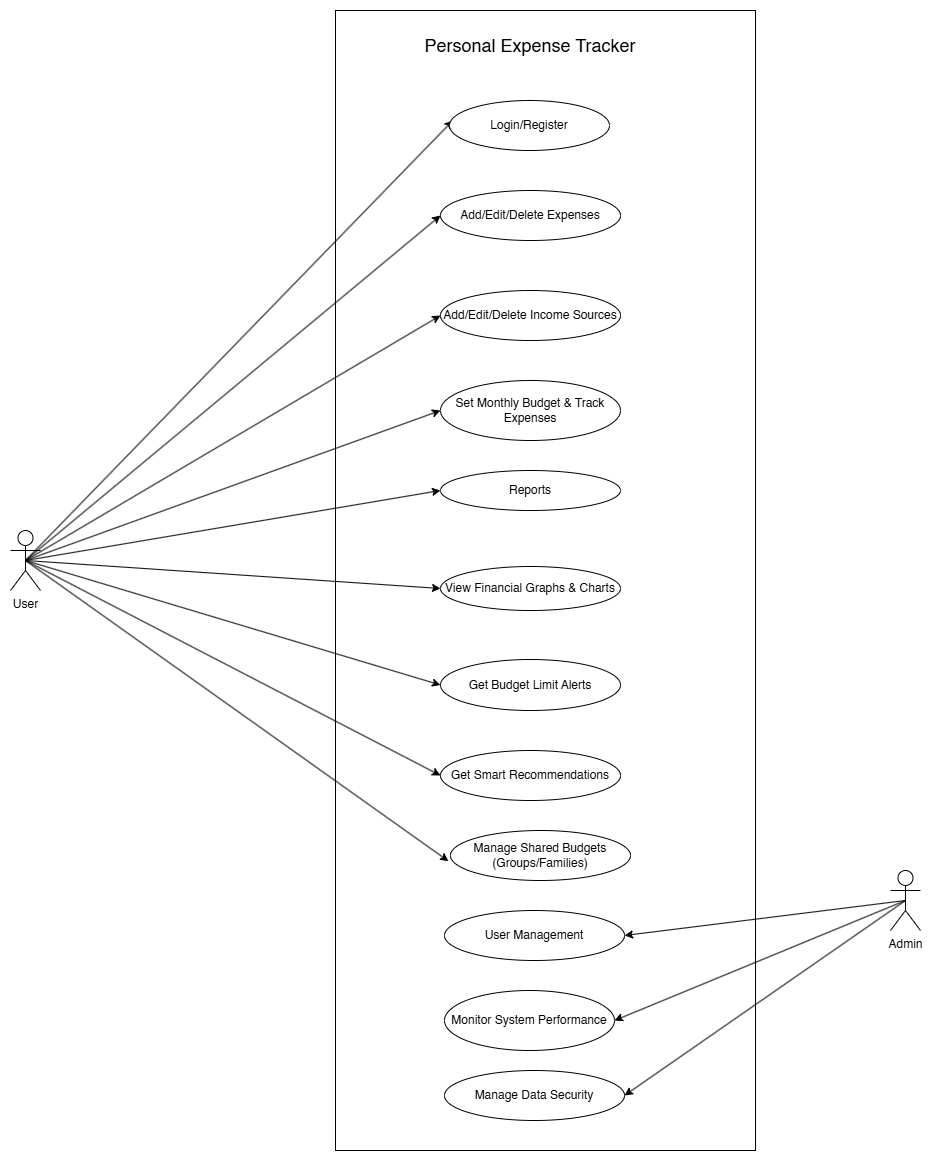 Personal Expense Tracker
Login/Register
Add/Edit/Delete Expenses
Add/Edit/Delete Income Sources
Set Monthly Budget & Track
Expenses
Reports
User
View Financial Graphs & Charts
Get Budget Limit Alerts
Get Smart Recommendations
Manage Shared Budgets
(Groups/Families)
User Management
Admin
Monitor System Performance
Manage Data Security